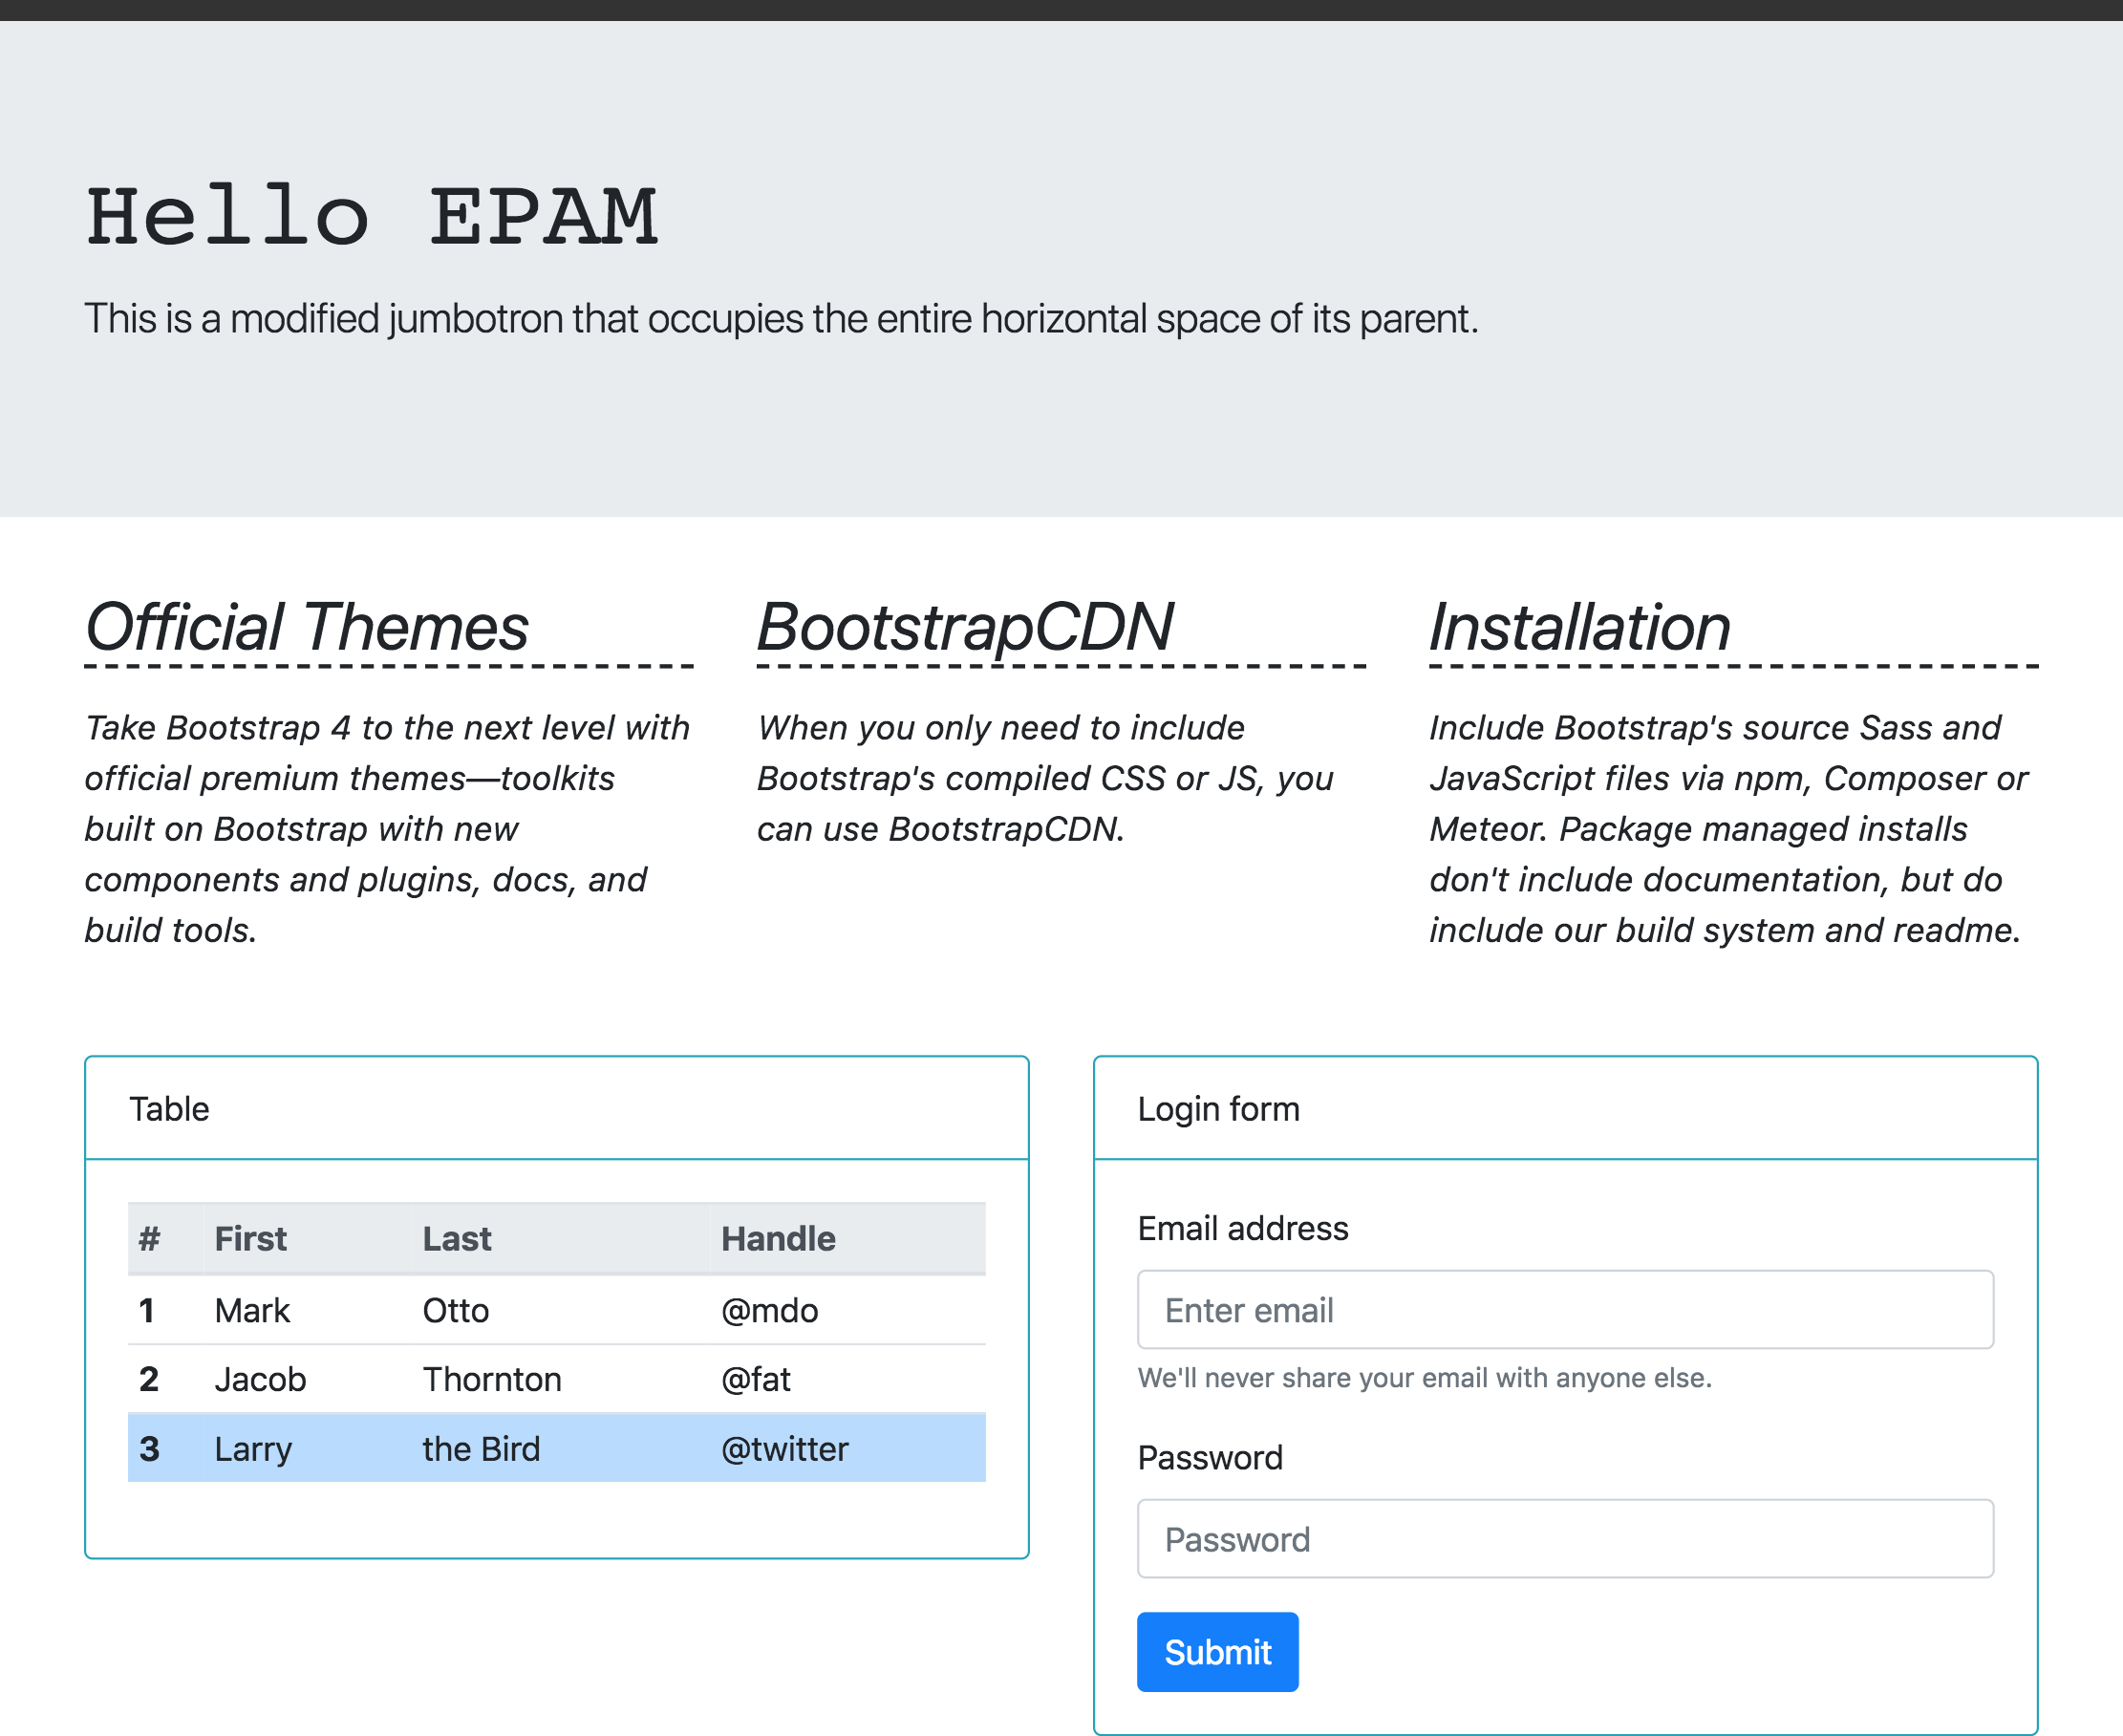 Hello EPAM
This is a modified jumbotron that occupies the entire horizontal space of its parent.
Official Themes
Take Bootstrap 4 to the next level with
official premium themes—toolkits
built on Bootstrap with new
components and plugins, docs, and
build tools.
BootstrapCDN
When you only need to include
Bootstrap's compiled CSS or JS, you
can use BootstrapCDN.
Installation
Include Bootstrap's source Sass and
JavaScript files via npm, Composer or
Meteor. Package managed installs
don't include documentation, but do
include our build system and readme.
Table
# First Last Handle
1 Mark Otto @mdo
2 Jacob Thornton @fat
3 Larry the Bird @twitter
Login form
Email address
Enter email
We'll never share your email with anyone else.
Password
Password
Submit